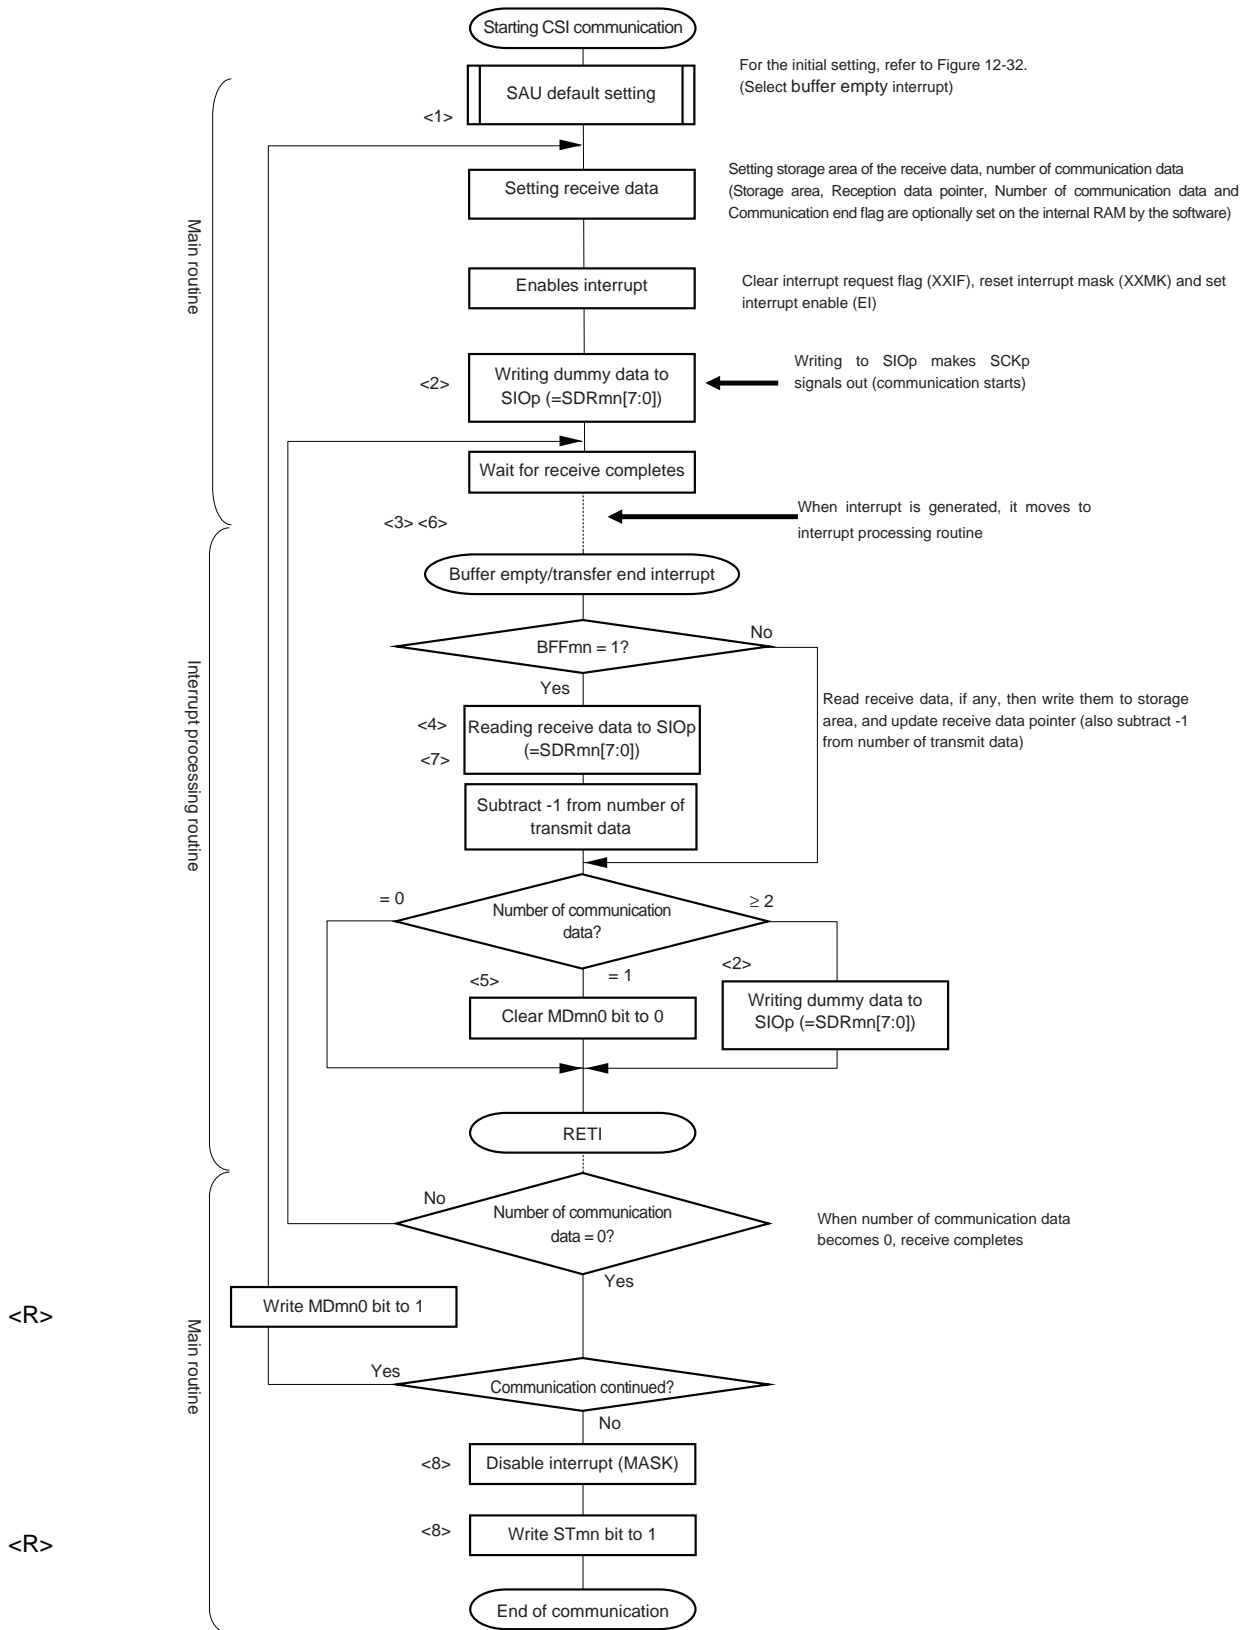 Starting CSI communication
For the initial setting, refer to Figure 12-32.
(Select buffer empty interrupt)
SAU default setting
<1>
Setting storage area of the receive data, number of communication data
(Storage area, Reception data pointer, Number of communication data and
Communication end flag are optionally set on the internal RAM by the software)
Setting receive data
Main routine
Enables interrupt
Clear interrupt request flag (XXIF), reset interrupt mask (XXMK) and set
interrupt enable (EI)
<2>
Writing dummy data to
SIOp (=SDRmn[7:0])
Writing to SIOp makes SCKp
signals out (communication starts)
Wait for receive completes
<3> <6>
When interrupt is generated, it moves to
interrupt processing routine
Buffer empty/transfer end interrupt
BFFmn = 1?
No
Yes
Interrupt processing routine
Read receive data, if any, then write them to storage
area, and update receive data pointer (also subtract -1
from number of transmit data)
<4>
<7>
Reading receive data to SIOp
(=SDRmn[7:0])
Subtract -1 from number of
transmit data
= 0
Number of communication
data?
≥ 2
= 1
<5>
Clear MDmn0 bit to 0
<2>
Writing dummy data to
SIOp (=SDRmn[7:0])
RETI
No
Number of communication
data = 0?
When number of communication data
becomes 0, receive completes
Yes
<R>
Write MDmn0 bit to 1
Main routine
Yes
Communication continued?
No
<8>
Disable interrupt (MASK)
<R>
<8>
Write STmn bit to 1
End of communication